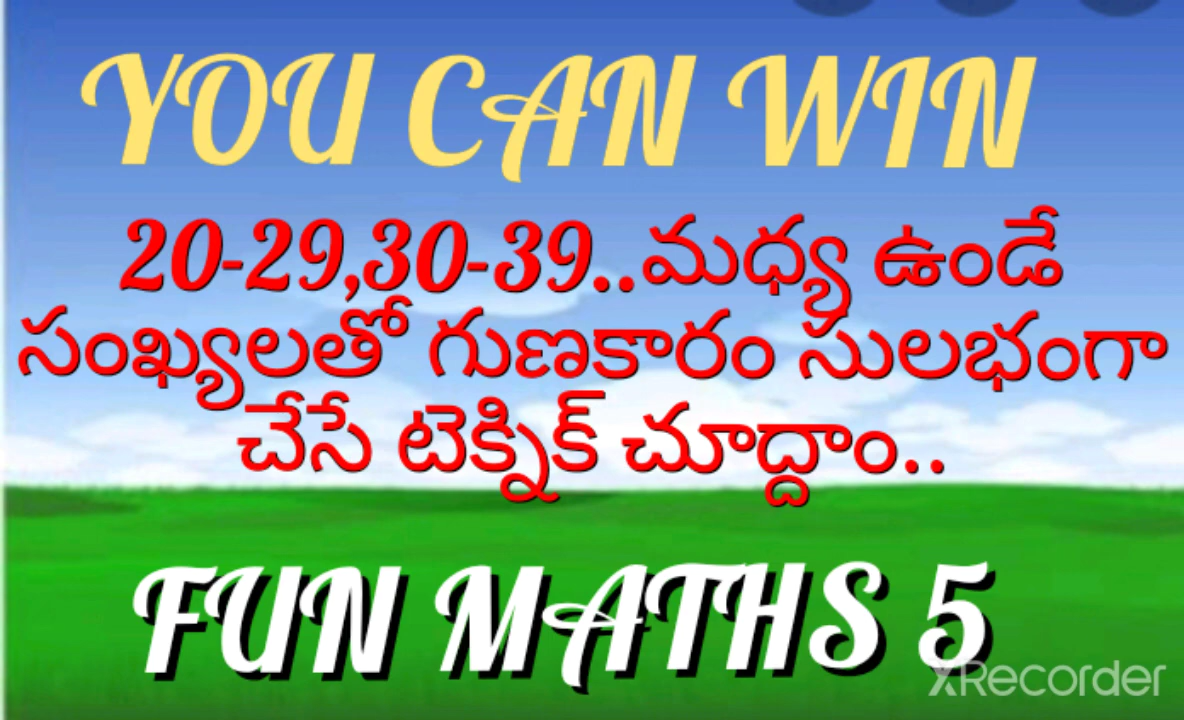 YOU CAN WIN
20-29,30-39..మధ్య ఉండే
సంఖ్యలతో గుణకారం సులభంగా
చేసే టెక్నిక్ చూద్దాం..
FUN MATHS 5
XRecorder